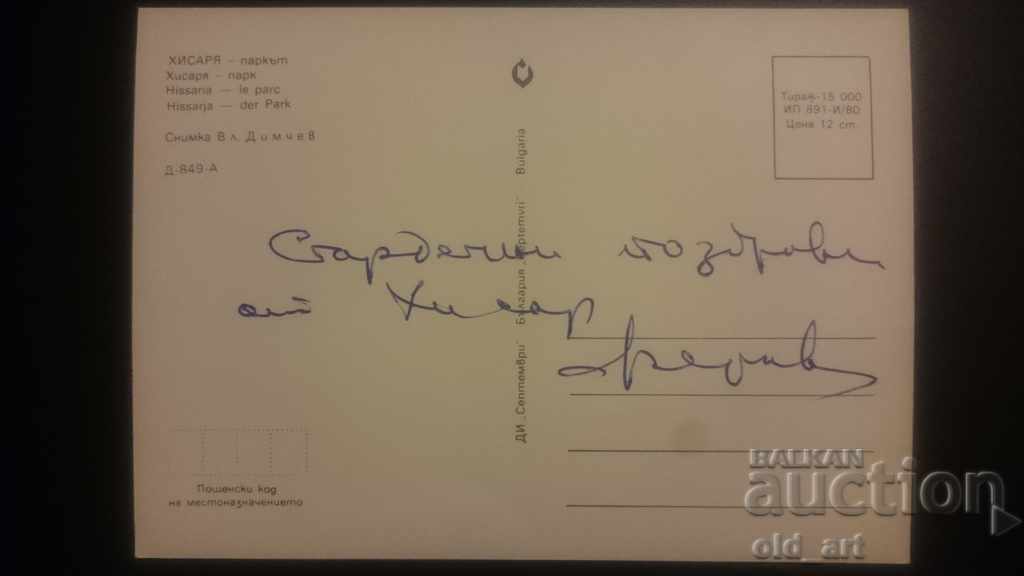 ХИСАРЯ – паркът
Хисаря – парк
Hissaria — le parc
Hissarja — der Park
Снимка Вл. Димчев
Д-849-А
Тираж-15 000
ИП 891-И/80
Цена 12 ст.
ДИ „Септември" България „Septemvri" Bulgaria
Сърдечни поздрави
от Хисар
Пощенски код
на местоназначението
BALKAN
auction
old_art